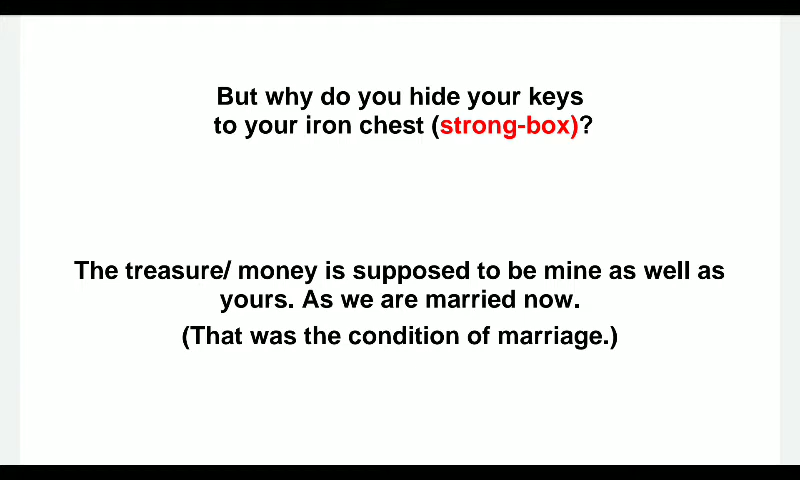 But why do you hide your keys
to your iron chest (strong-box)?
The treasure/ money is supposed to be mine as well as
yours. As we are married now.
(That was the condition of marriage.)